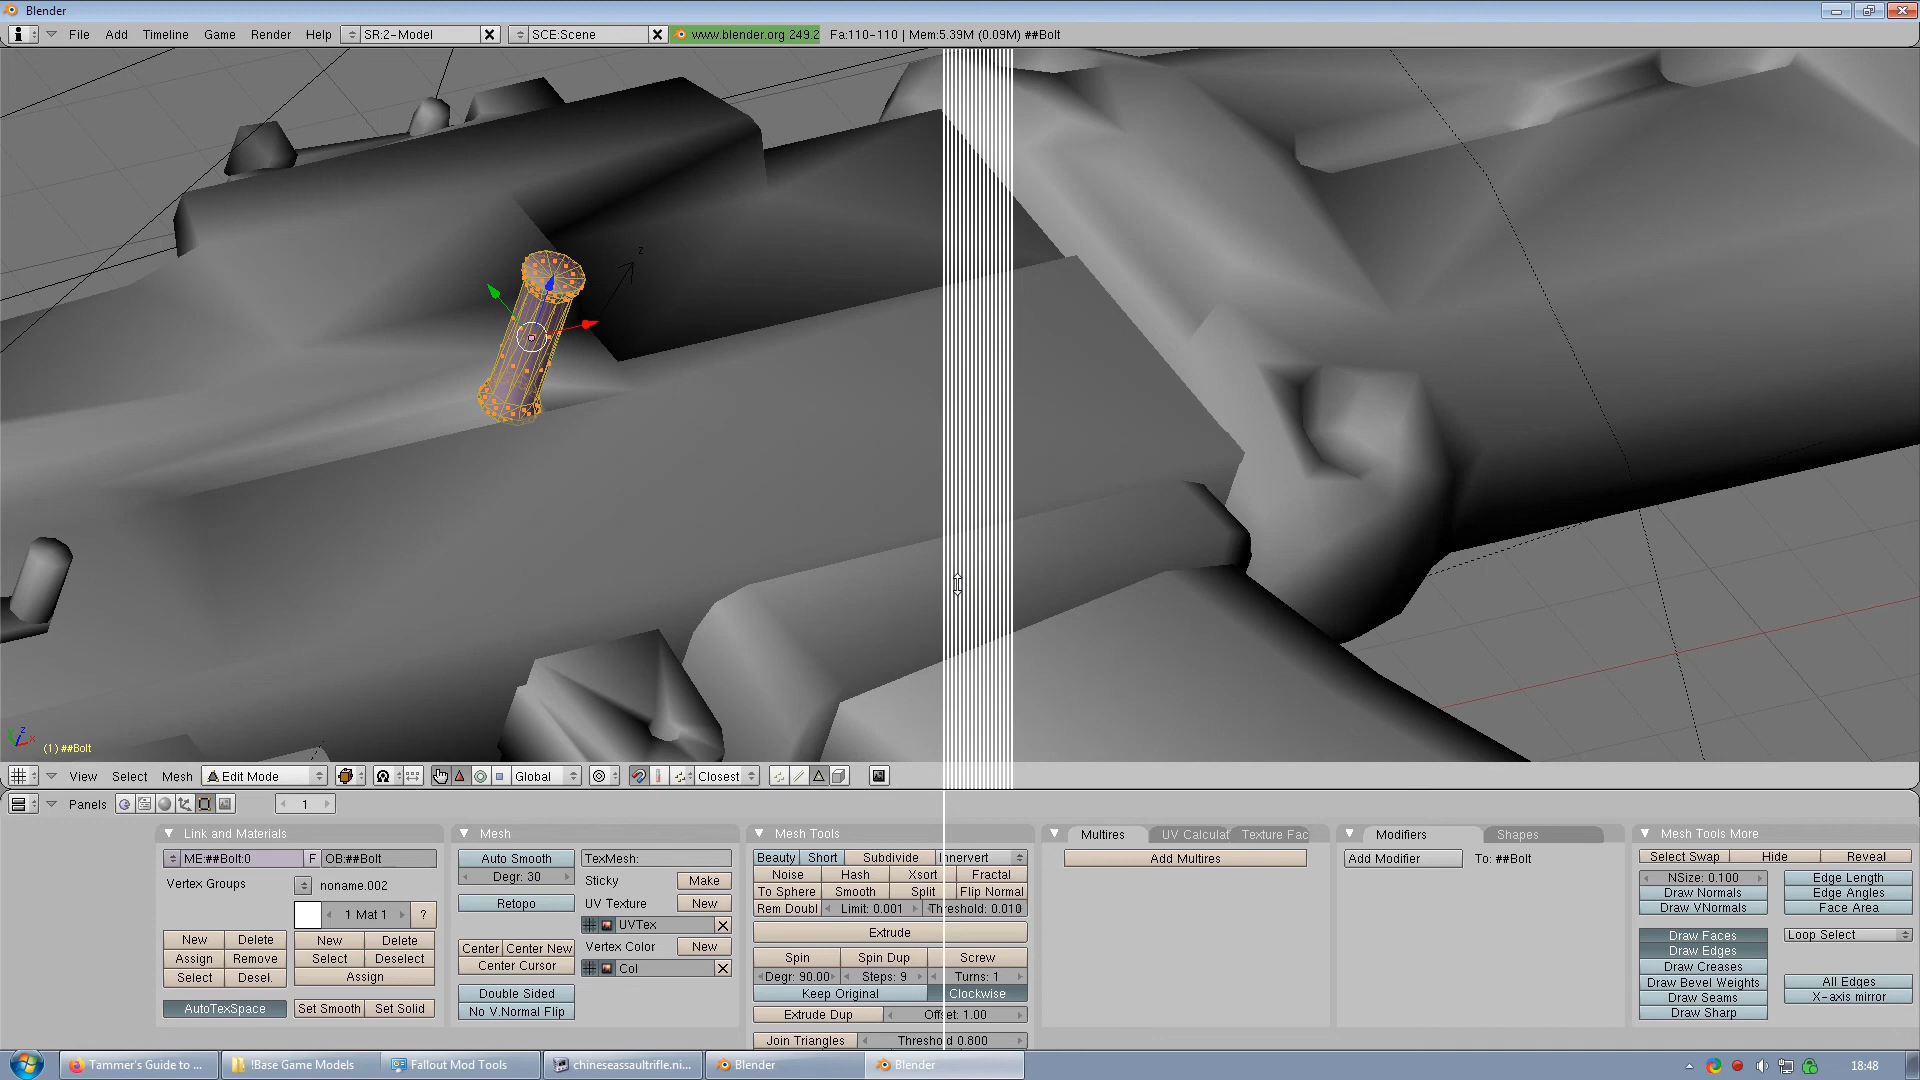 Blender
File Add Timeline Game Render Help SR:2-Model SCE:Scene www.blender.org 249.2 Fa:110-110 | Mem:5.39M (0.09M) ##Bolt
z
(1) ##Bolt
View Select Mesh Edit Mode Global Closest
Panels 1
Link and Materials
ME:##Bolt:0 F OB:##Bolt
Vertex Groups
noname.002
1 Mat 1 ?
New Delete New Delete
Assign Remove Select Deselect
Select Desel. Assign
AutoTexSpace Set Smooth Set Solid
Mesh
Auto Smooth TexMesh:
Degr: 30 Sticky Make
Retopo UV Texture New
UVTex
Center Center New Vertex Color New
Center Cursor Col
Double Sided
No V.Normal Flip
Mesh Tools
Beauty Short Subdivide Innervert
Noise Hash Xsort Fractal
To Sphere Smooth Split Flip Normal
Rem Doubl Limit: 0.001 Threshold: 0.010
Extrude
Spin Spin Dup Screw
Degr: 90.00 Steps: 9 Turns: 1
Keep Original Clockwise
Extrude Dup Offset: 1.00
Join Triangles Threshold 0.800
Multires UV Calculat Texture Fac
Add Multires
Modifiers Shapes
Add Modifier To: ##Bolt
Mesh Tools More
Select Swap Hide Reveal
NSize: 0.100 Edge Length
Draw Normals Edge Angles
Draw VNormals Face Area
Draw Faces Loop Select
Draw Edges
Draw Creases
Draw Bevel Weights All Edges
Draw Seams X-axis mirror
Draw Sharp
Tammer's Guide to ... !Base Game Models Fallout Mod Tools chineseassaultrifle.ni... Blender Blender 18:48